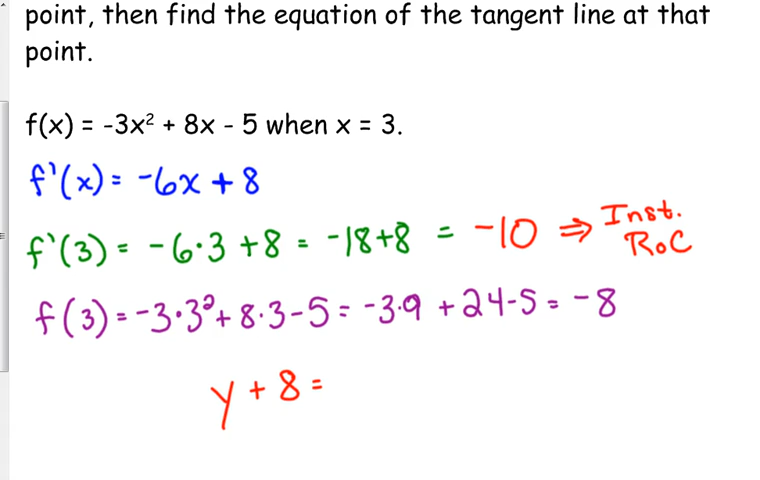 point, then find the equation of the tangent line at that
point.
f(x) = -3x² + 8x - 5 when x = 3.
f'(x) = -6x + 8
f'(3) = -6·3 +8 = -18+8 = -10 ⇒ Inst. RoC
f(3) = -3·3² + 8·3 - 5 = -3·9 + 24 - 5 = -8
y + 8 =